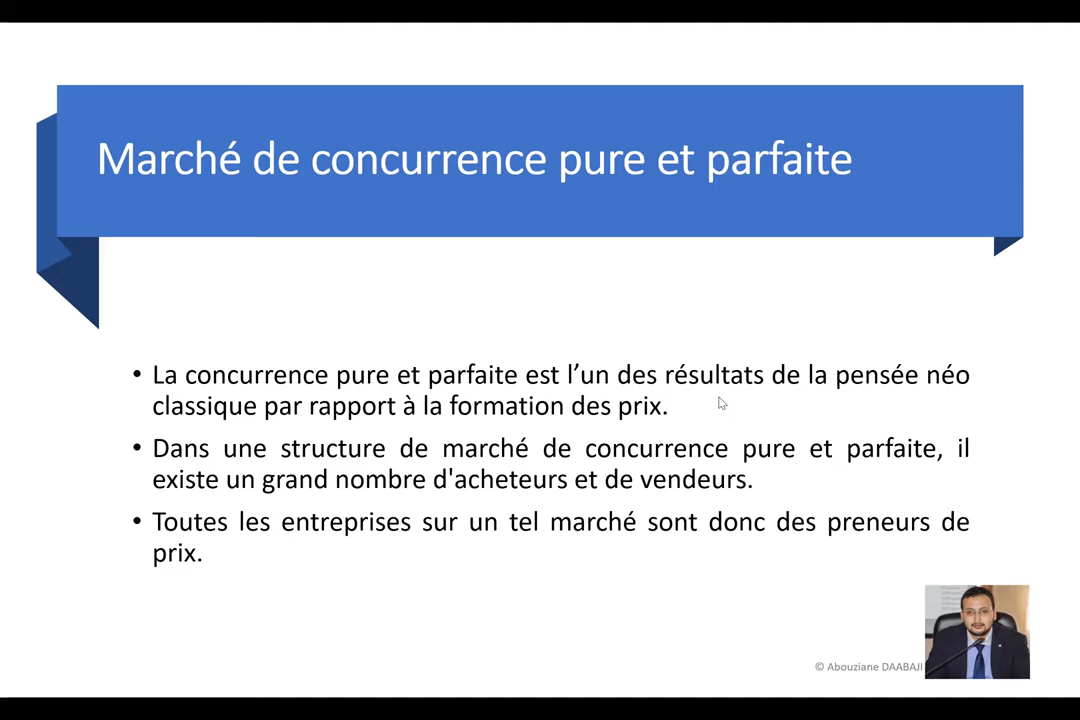 Marché de concurrence pure et parfaite
• La concurrence pure et parfaite est l’un des résultats de la pensée néo
classique par rapport à la formation des prix.
• Dans une structure de marché de concurrence pure et parfaite, il
existe un grand nombre d'acheteurs et de vendeurs.
• Toutes les entreprises sur un tel marché sont donc des preneurs de
prix.
© Abouziane DAABAJI